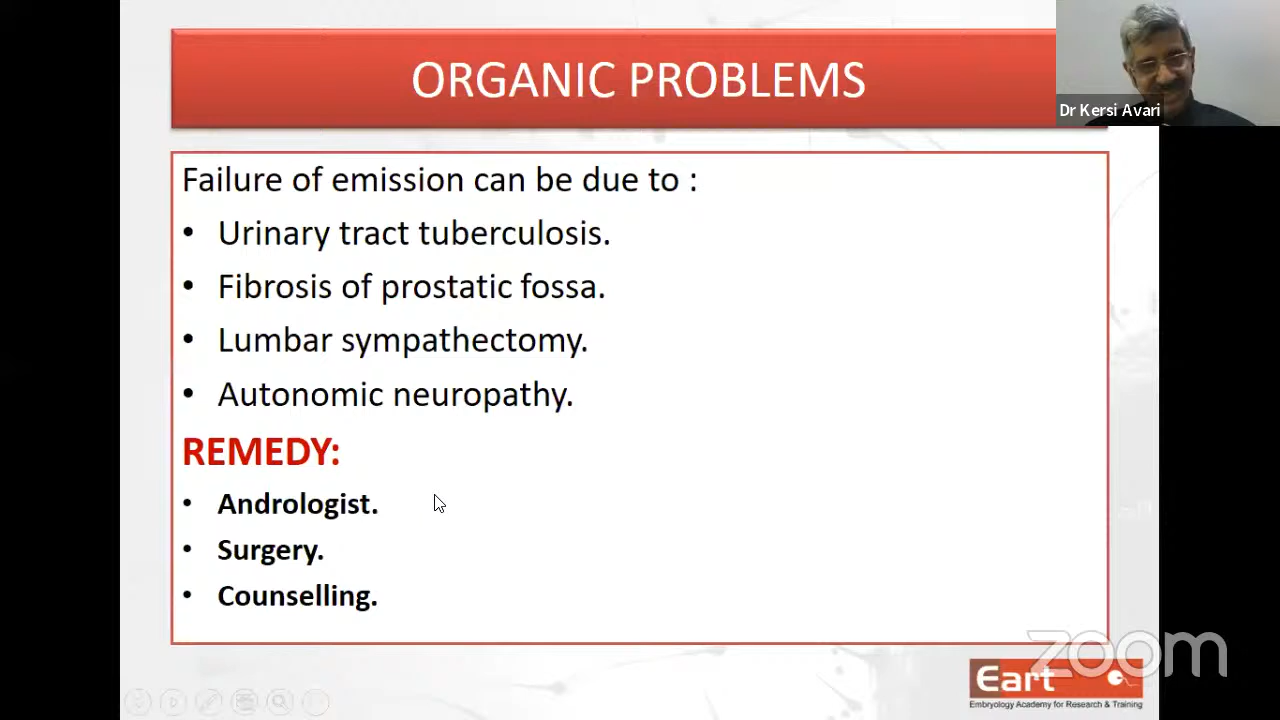 ORGANIC PROBLEMS
Dr Kersi Avari
Failure of emission can be due to :
• Urinary tract tuberculosis.
• Fibrosis of prostatic fossa.
• Lumbar sympathectomy.
• Autonomic neuropathy.
REMEDY:
• Andrologist.
• Surgery.
• Counselling.
zoom
Eart
Embryology Academy for Research & Training